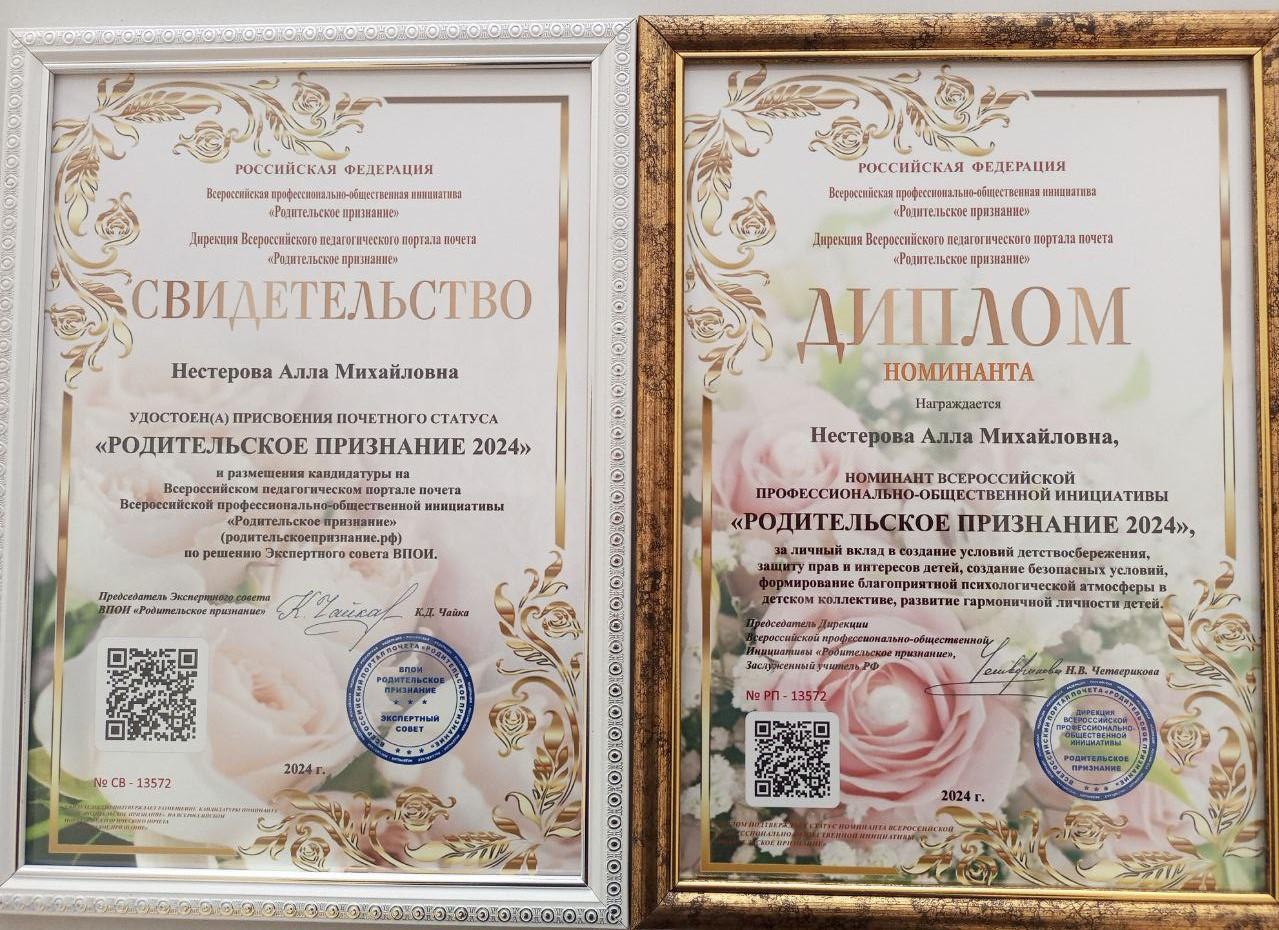 РОССИЙСКАЯ ФЕДЕРАЦИЯ
Всероссийская профессионально-общественная инициатива
«Родительское признание»
Дирекция Всероссийского педагогического портала почета
«Родительское признание»
СВИДЕТЕЛЬСТВО
Нестерова Алла Михайловна
УДОСТОЕН(А) ПРИСВОЕНИЯ ПОЧЕТНОГО СТАТУСА
«РОДИТЕЛЬСКОЕ ПРИЗНАНИЕ 2024»
и размещения кандидатуры на
Всероссийском педагогическом портале почета
Всероссийской профессионально-общественной инициативы
«Родительское признание»
(родительскоепризнание.рф)
по решению Экспертного совета ВПОИ.
Председатель Экспертного совета
ВПОИ «Родительское признание»
К.Д. Чайка
ВПОИ
РОДИТЕЛЬСКОЕ
ПРИЗНАНИЕ
ЭКСПЕРТНЫЙ
СОВЕТ
2024 г.
№ СВ - 13572
РОССИЙСКАЯ ФЕДЕРАЦИЯ
Всероссийская профессионально-общественная инициатива
«Родительское признание»
Дирекция Всероссийского педагогического портала почета
«Родительское признание»
ДИПЛОМ
НОМИНАНТА
Награждается
Нестерова Алла Михайловна,
НОМИНАНТ ВСЕРОССИЙСКОЙ
ПРОФЕССИОНАЛЬНО-ОБЩЕСТВЕННОЙ ИНИЦИАТИВЫ
«РОДИТЕЛЬСКОЕ ПРИЗНАНИЕ 2024»,
за личный вклад в создание условий детствосбережения,
защиту прав и интересов детей, создание безопасных условий,
формирование благоприятной психологической атмосферы в
детском коллективе, развитие гармоничной личности детей.
Председатель Дирекции
Всероссийской профессионально-общественной
Инициативы «Родительское признание»,
Заслуженный учитель РФ
Н.В. Четверикова
№ РП - 13572
ДИРЕКЦИЯ
ВСЕРОССИЙСКОЙ
ПРОФЕССИОНАЛЬНО-
ОБЩЕСТВЕННОЙ
ИНИЦИАТИВЫ
РОДИТЕЛЬСКОЕ
ПРИЗНАНИЕ
2024 г.